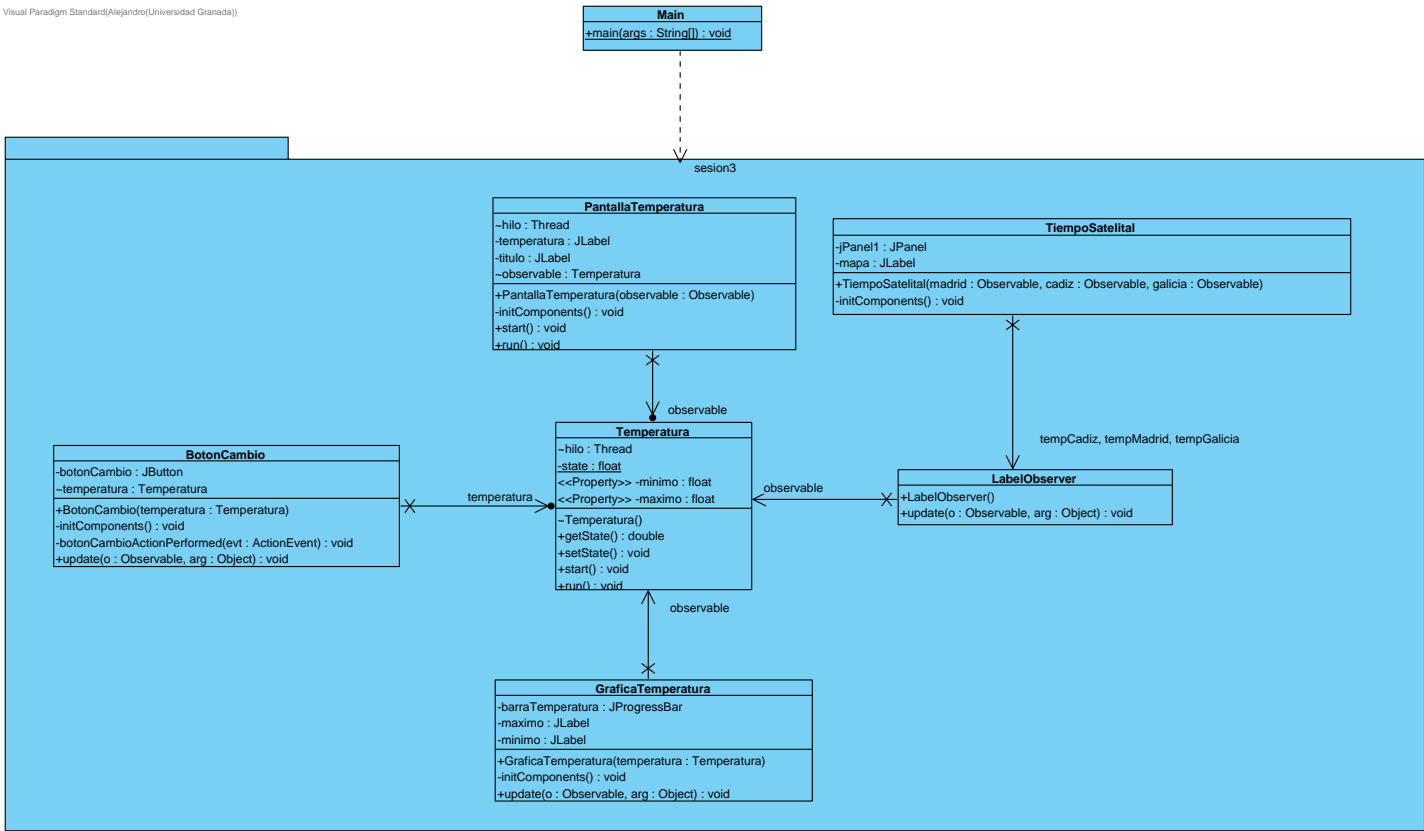 Visual Paradigm Standard(Alejandro(Universidad Granada))
Main
+main(args : String[]) : void
sesion3
PantallaTemperatura
~hilo : Thread
-temperatura : JLabel
-titulo : JLabel
~observable : Temperatura
+PantallaTemperatura(observable : Observable)
-initComponents() : void
+start() : void
+run() : void
TiempoSatelital
-jPanel1 : JPanel
-mapa : JLabel
+TiempoSatelital(madrid : Observable, cadiz : Observable, galicia : Observable)
-initComponents() : void
observable
tempCadiz, tempMadrid, tempGalicia
BotonCambio
-botonCambio : JButton
~temperatura : Temperatura
+BotonCambio(temperatura : Temperatura)
-initComponents() : void
-botonCambioActionPerformed(evt : ActionEvent) : void
+update(o : Observable, arg : Object) : void
temperatura
Temperatura
~hilo : Thread
-state : float
<<Property>> -minimo : float
<<Property>> -maximo : float
~Temperatura()
+getState() : double
+setState() : void
+start() : void
+run() : void
observable
LabelObserver
+LabelObserver()
+update(o : Observable, arg : Object) : void
observable
GraficaTemperatura
-barraTemperatura : JProgressBar
-maximo : JLabel
-minimo : JLabel
+GraficaTemperatura(temperatura : Temperatura)
-initComponents() : void
+update(o : Observable, arg : Object) : void